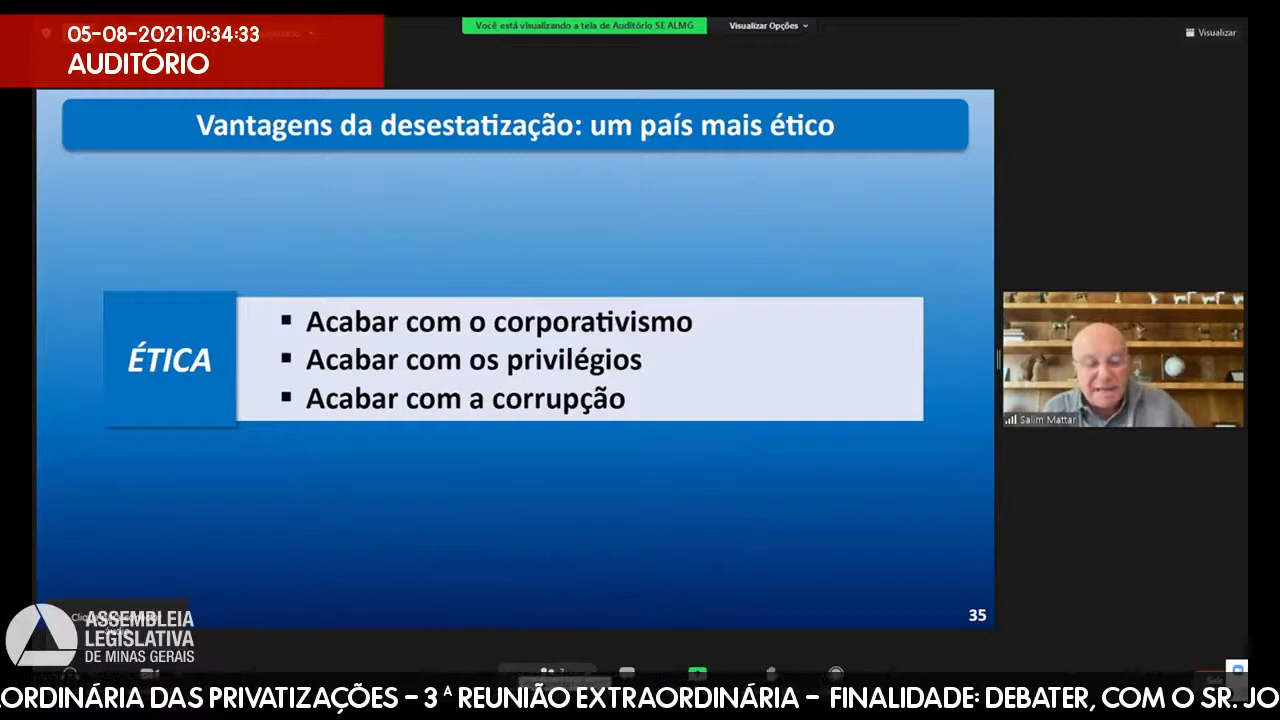 05-08-2021 10:34:33
AUDITÓRIO
Você está visualizando a tela de Auditório SE ALMG
Visualizar Opções
Visualizar
Vantagens da desestatização: um país mais ético
ÉTICA
▪ Acabar com o corporativismo
▪ Acabar com os privilégios
▪ Acabar com a corrupção
Salim Mattar
35
ASSEMBLEIA
LEGISLATIVA
DE MINAS GERAIS
ORDINÁRIA DAS PRIVATIZAÇÕES - 3ª REUNIÃO EXTRAORDINÁRIA - FINALIDADE: DEBATER, COM O SR. JO